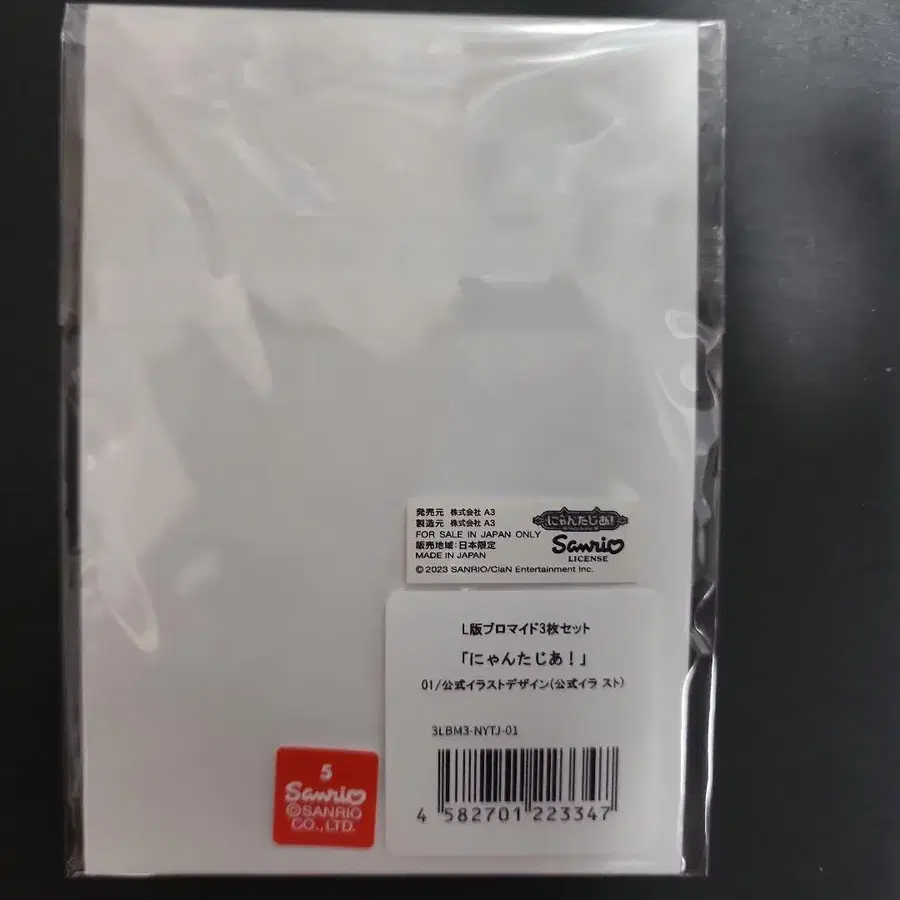 発売元 株式会社 A3
製造元 株式会社 A3
FOR SALE IN JAPAN ONLY
販売地域:日本限定
MADE IN JAPAN
© 2023 SANRIO/ClaN Entertainment Inc.
にゃんたじあ!
Sanrio
LICENSE
L版ブロマイド3枚セット
「にゃんたじあ!」
01/公式イラストデザイン(公式イラ スト)
3LBM3-NYTJ-01
4 582701 223347
5
Sanrio
©SANRIO
CO., LTD.